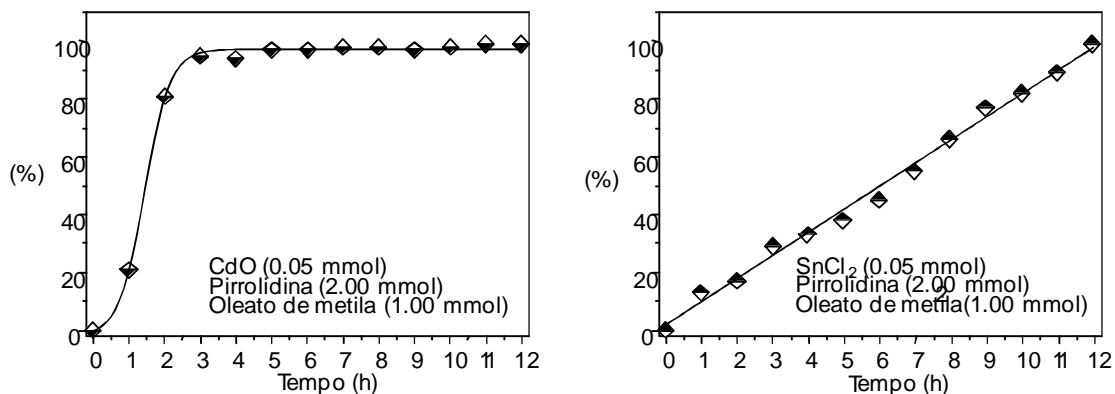 100
80
60
(%)
40
20
0
CdO (0.05 mmol)
Pirrolidina (2.00 mmol)
Oleato de metila (1.00 mmol)
0 1 2 3 4 5 6 7 8 9 10 11 12
Tempo (h)
100
80
60
(%)
40
20
0
SnCl2 (0.05 mmol)
Pirrolidina (2.00 mmol)
2
Oleato de metila(1.00 mmol)
0 1 2 3 4 5 6 7 8 9 10 11 12
Tempo (h)